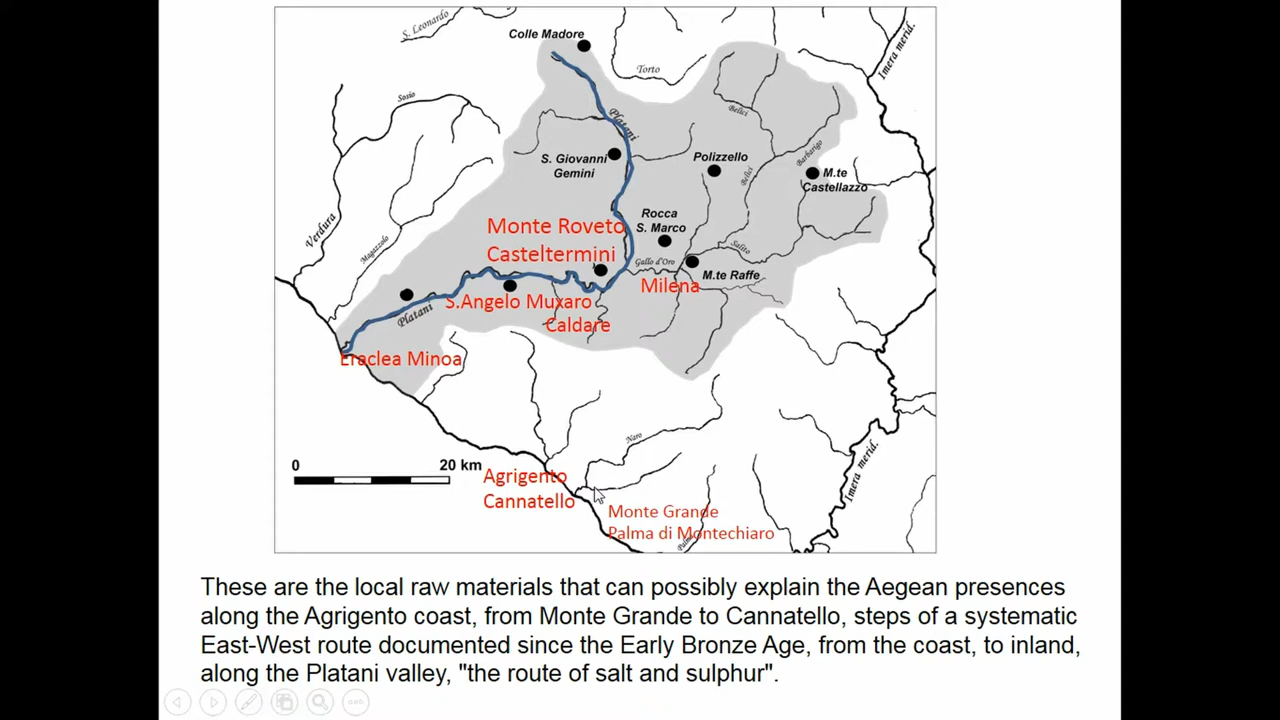 Colle Madore
S. Leonardo
Imera merid.
Torto
Sosio
Platani
Belici
S. Giovanni
Gemini
Polizzello
Belici
Barbarigo
M.te
Castellazzo
Verdura
Magazzolo
Monte Roveto
Casteltermini
Rocca
S. Marco
Salito
Gallo d'Oro
M.te Raffe
Milena
S.Angelo Muxaro
Platani
Caldare
Eraclea Minoa
Naro
Imera merid.
0 20 km
Agrigento
Cannatello
Monte Grande
Palma di Montechiaro
Palma
These are the local raw materials that can possibly explain the Aegean presences
along the Agrigento coast, from Monte Grande to Cannatello, steps of a systematic
East-West route documented since the Early Bronze Age, from the coast, to inland,
along the Platani valley, "the route of salt and sulphur".